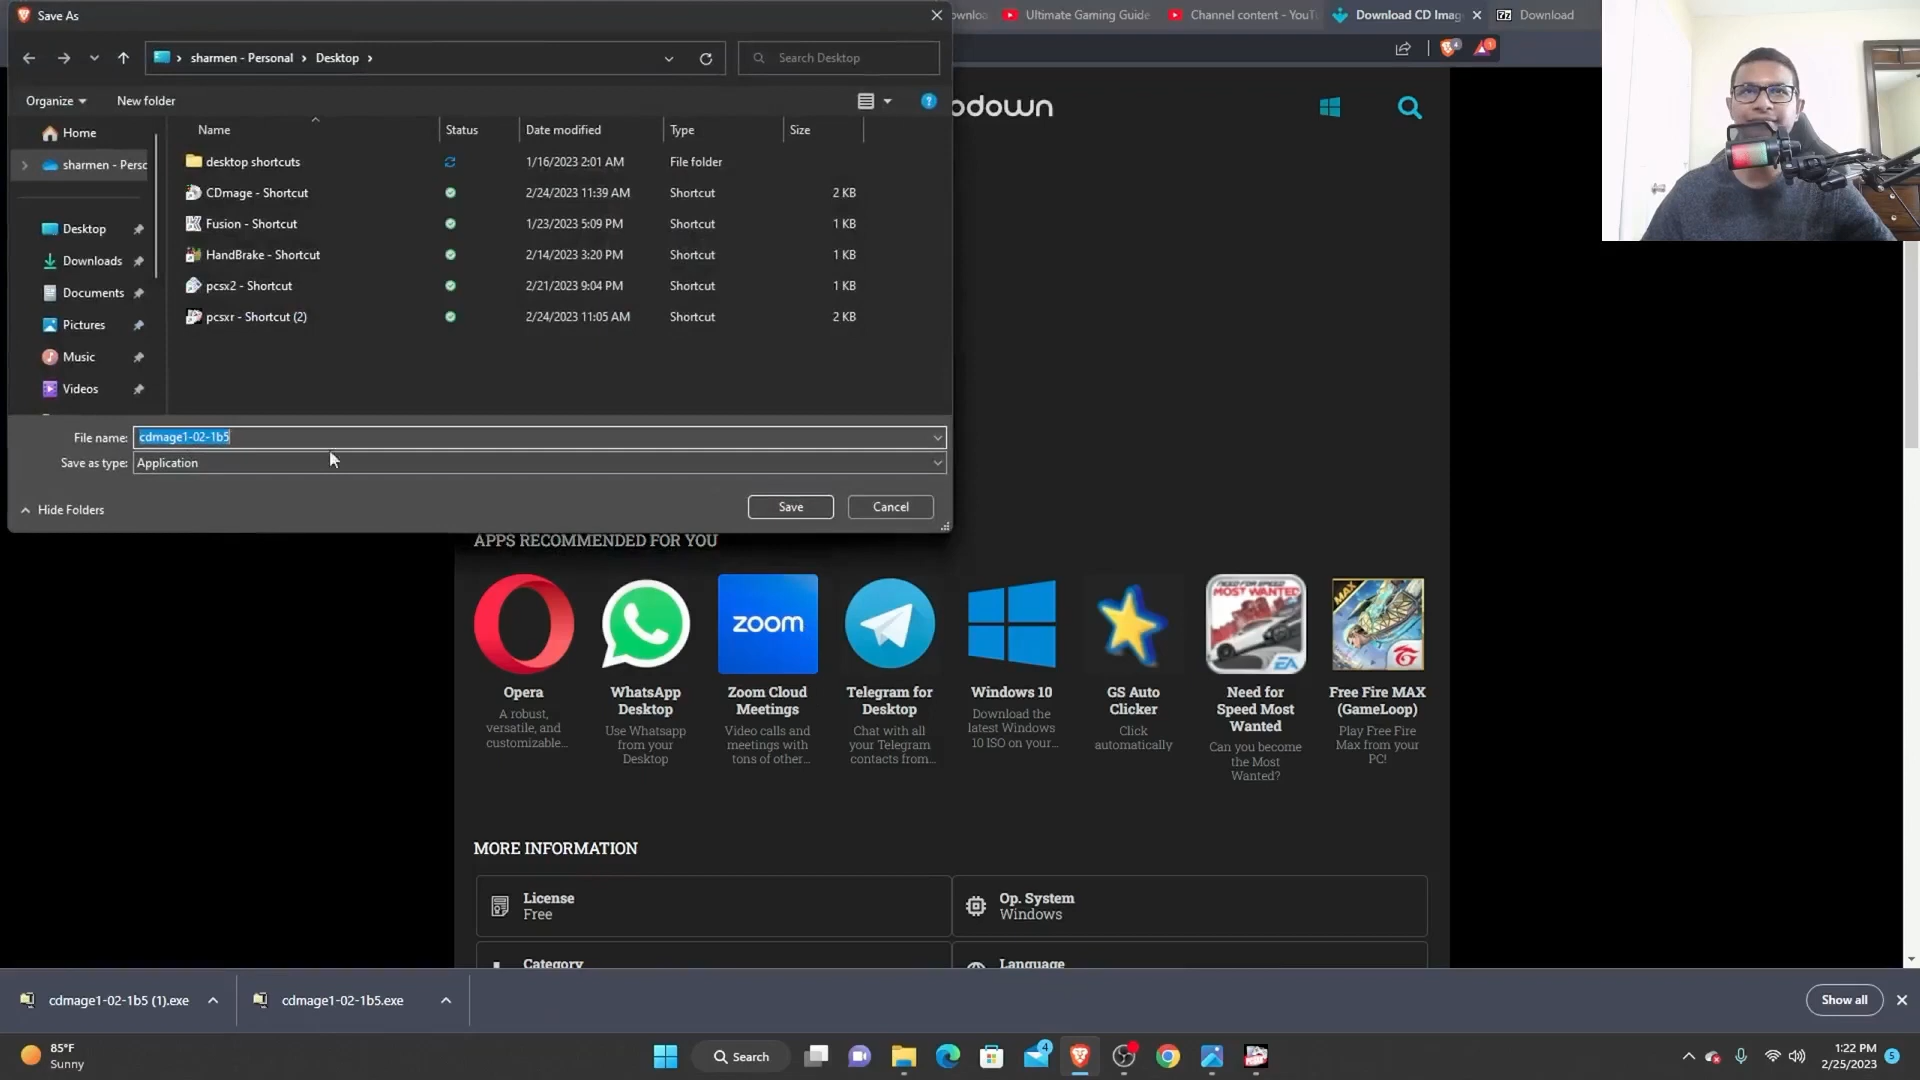 Save As
Ultimate Gaming Guide
Channel content - YouTu
Download CD Imag
Download
sharmen - Personal
Desktop
Search Desktop
4
1
Organize
New folder
Name
Status
Date modified
Type
Size
Home
sharmen - Persc
Desktop
Downloads
Documents
Pictures
Music
Videos
desktop shortcuts
1/16/2023 2:01 AM
File folder
CDmage - Shortcut
2/24/2023 11:39 AM
Shortcut
2 KB
Fusion - Shortcut
1/23/2023 5:09 PM
Shortcut
1 KB
HandBrake - Shortcut
2/14/2023 3:20 PM
Shortcut
1 KB
pcsx2 - Shortcut
2/21/2023 9:04 PM
Shortcut
1 KB
pcsxr - Shortcut (2)
2/24/2023 11:05 AM
Shortcut
2 KB
File name:
cdmage1-02-1b5
Save as type:
Application
Hide Folders
Save
Cancel
odown
APPS RECOMMENDED FOR YOU
zoom
MOST WANTED
EA
MAX
Opera
A robust,
versatile, and
customizable...
WhatsApp
Desktop
Use Whatsapp
from your
Desktop
Zoom Cloud
Meetings
Video calls and
meetings with
tons of other...
Telegram for
Desktop
Chat with all
your Telegram
contacts from...
Windows 10
Download the
latest Windows
10 ISO on your...
GS Auto
Clicker
Click
automatically
Need for
Speed Most
Wanted
Can you become
the Most
Wanted?
Free Fire MAX
(GameLoop)
Play Free Fire
Max from your
PC!
MORE INFORMATION
License
Free
Op. System
Windows
Category
Language
cdmage1-02-1b5 (1).exe
cdmage1-02-1b5.exe
Show all
85°F
Sunny
Search
4
1:22 PM
2/25/2023
5